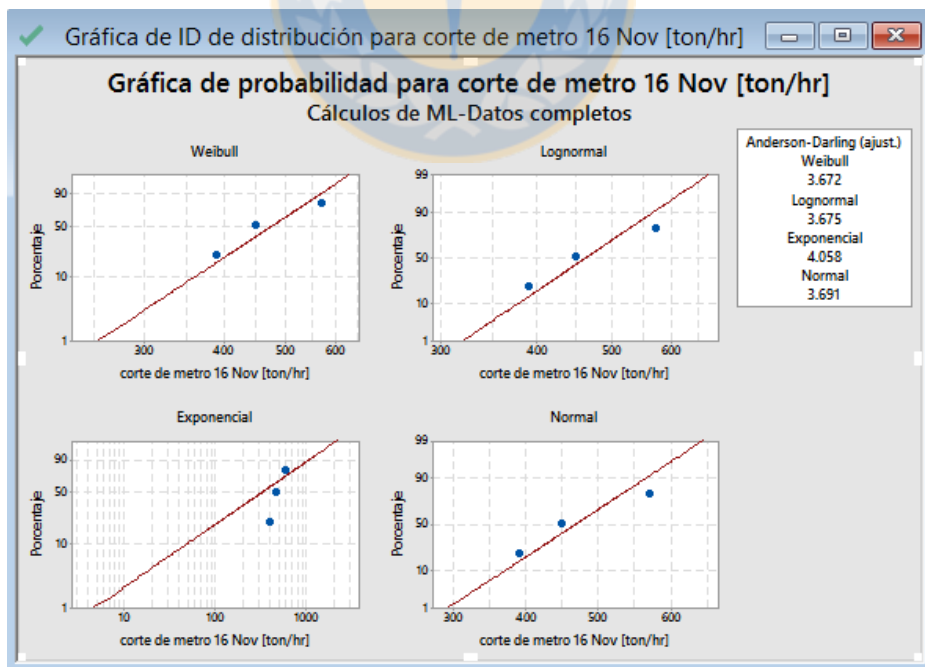 Gráfica de ID de distribución para corte de metro 16 Nov [ton/hr]
Gráfica de probabilidad para corte de metro 16 Nov [ton/hr]
Cálculos de ML-Datos completos
Weibull
90
50
10
1
Porcentaje
300 400 500 600
corte de metro 16 Nov [ton/hr]
Lognormal
99
90
50
10
1
Porcentaje
300 400 500 600
corte de metro 16 Nov [ton/hr]
Anderson-Darling (ajust.)
Weibull
3.672
Lognormal
3.675
Exponencial
4.058
Normal
3.691
Exponencial
90
50
10
1
Porcentaje
10 100 1000
corte de metro 16 Nov [ton/hr]
Normal
99
90
50
10
1
Porcentaje
300 400 500 600
corte de metro 16 Nov [ton/hr]